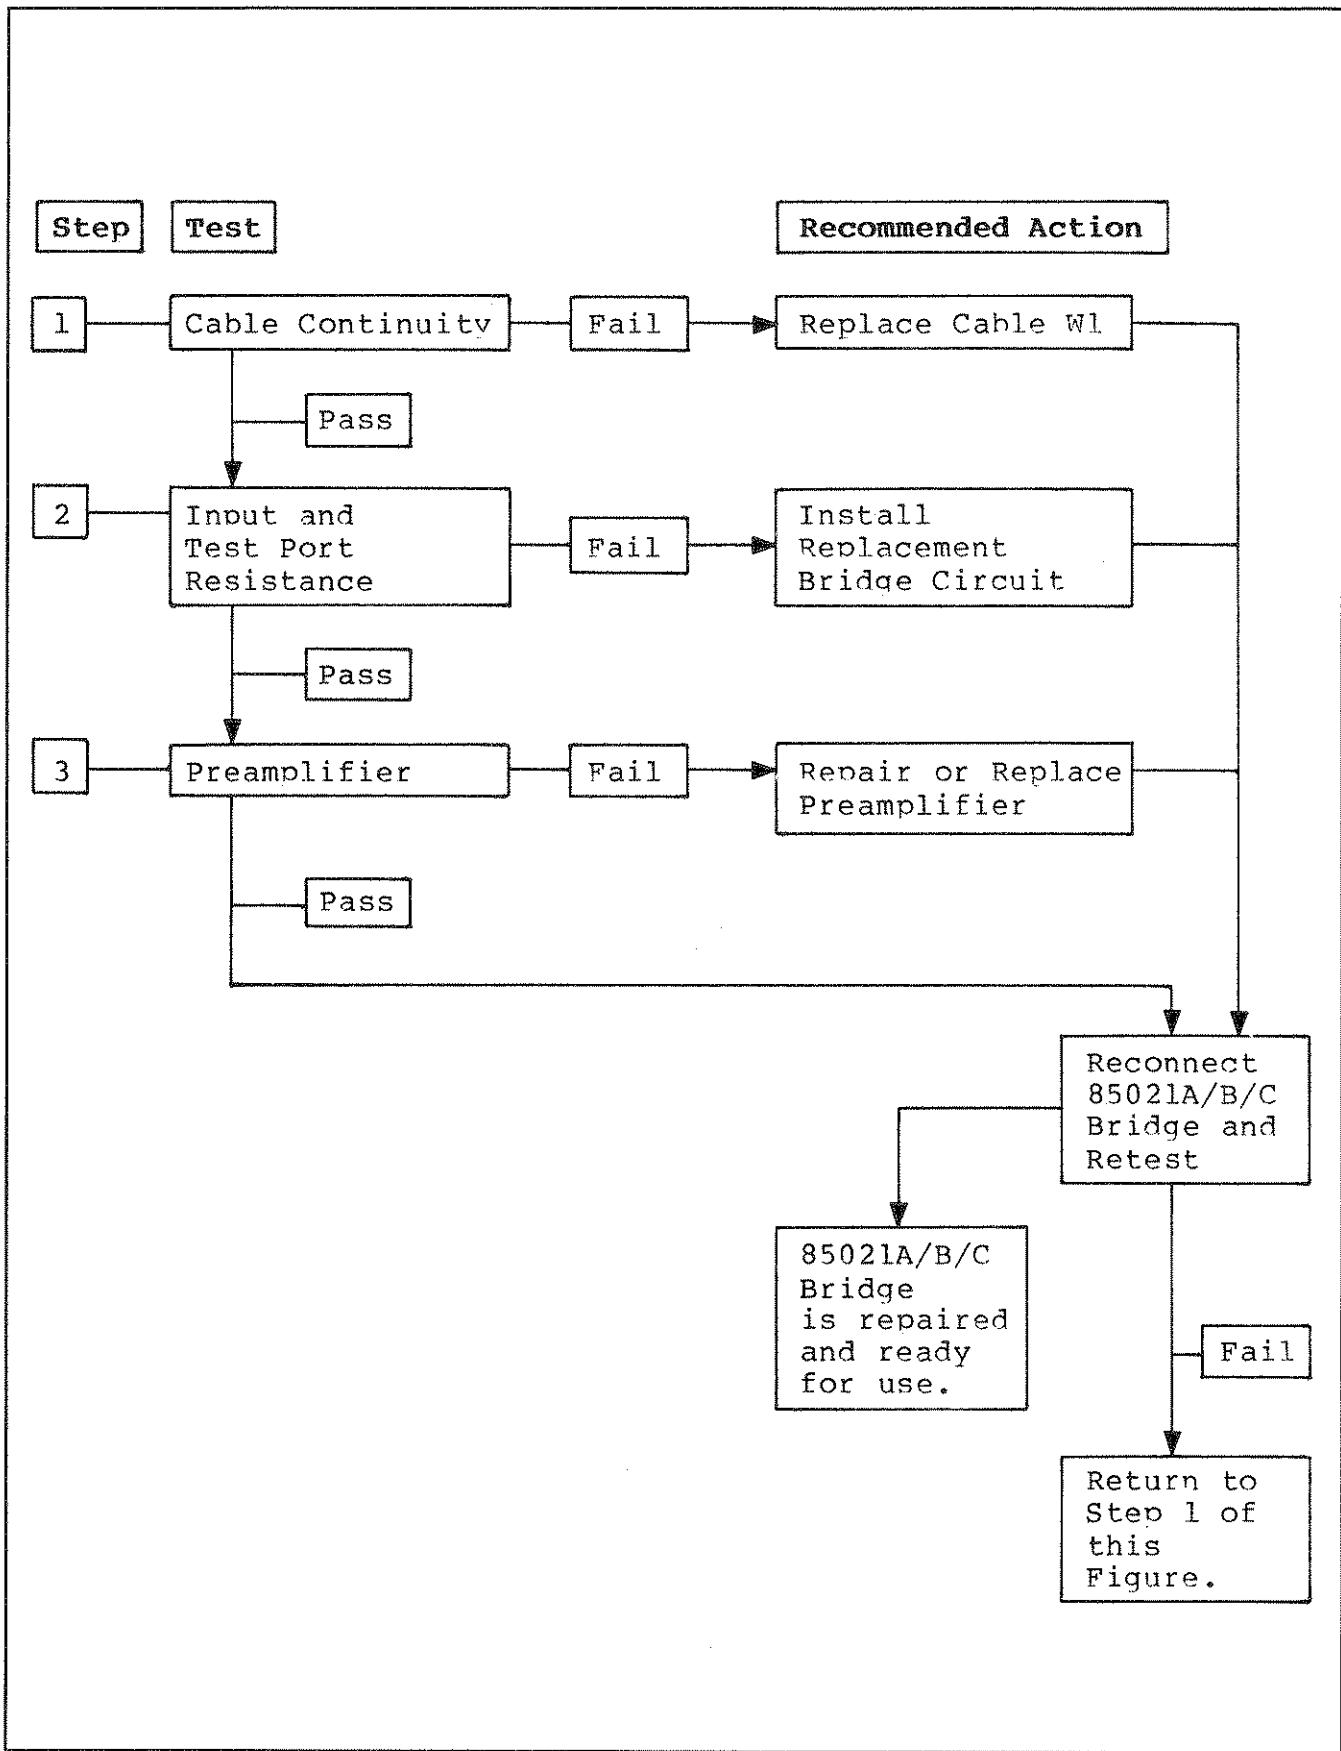 Step Test Recommended Action
1 Cable Continuity Fail Replace Cable W1
Pass
2 Input and
Test Port
Resistance
Fail
Install
Replacement
Bridge Circuit
Pass
3 Preamplifier Fail Repair or Replace
Preamplifier
Pass
Reconnect
85021A/B/C
Bridge and
Retest
85021A/B/C
Bridge
is repaired
and ready
for use.
Fail
Return to
Step 1 of
this
Figure.